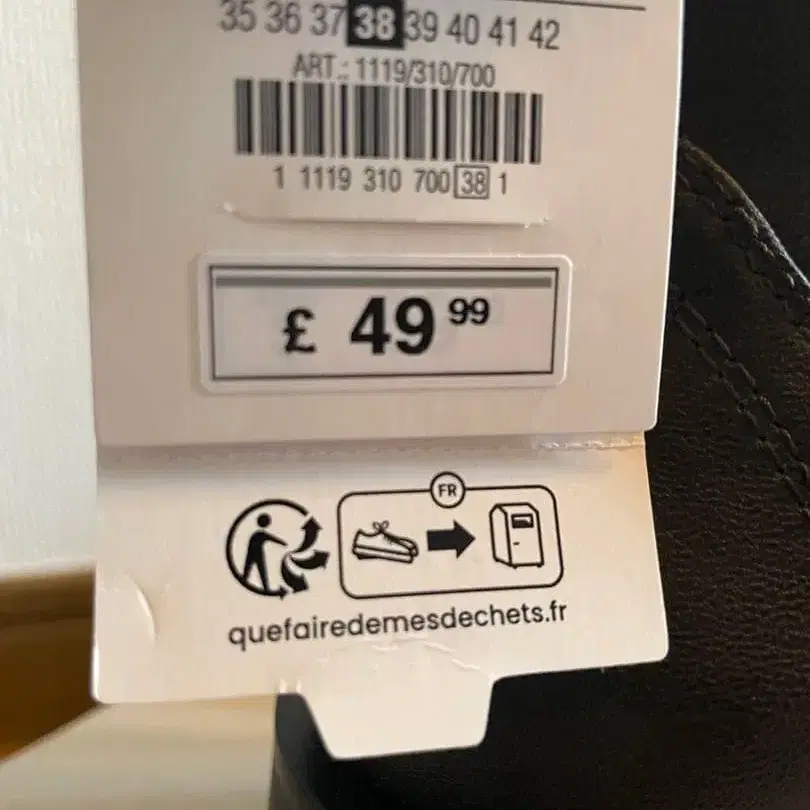 35 36 37 38 39 40 41 42
ART.: 1119/310/700
1 1119 310 700 38 1
£ 49 99
FR
quefairedemesdechets.fr